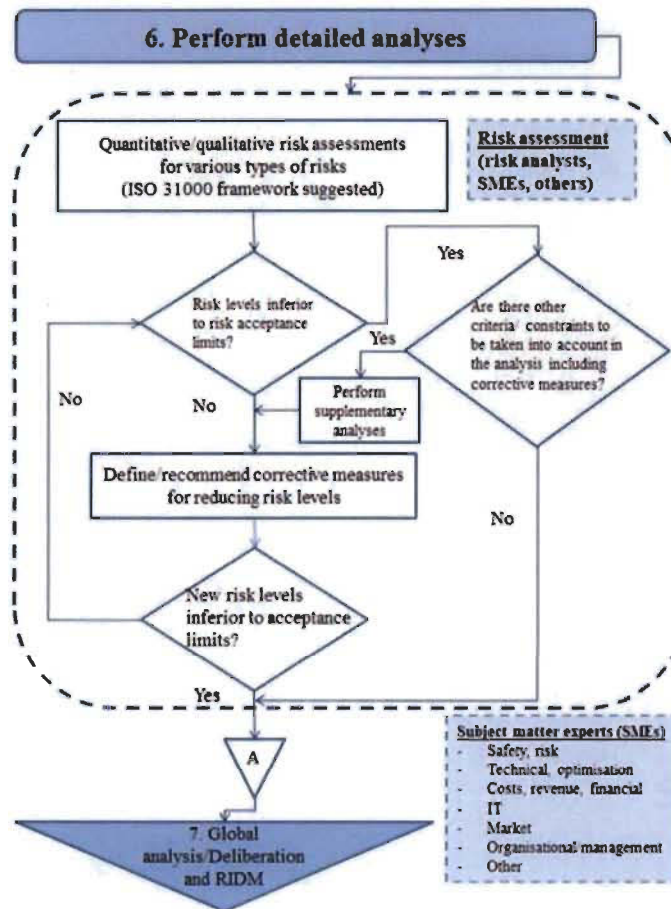 6. Perform detailed analyses
Quantitative/qualitative risk assessments
for various types of risks
(ISO 31000 framework suggested)
Risk assessment
(risk analysts,
SMEs, others)
Yes
Risk levels inferior
to risk acceptance
limits?
Yes
Are there other
criteria/ constraints to
be taken into account in
the analysis including
corrective measures?
No
No
Perform
supplementary
analyses
Define/recommend corrective measures
for reducing risk levels
No
New risk levels
inferior to acceptance
limits?
Yes
A
Subject matter experts (SMEs)
- Safety, risk
- Technical, optimisation
- Costs, revenue, financial
- IT
- Market
- Organisational management
- Other
7. Global
analysis/Deliberation
and RIDM